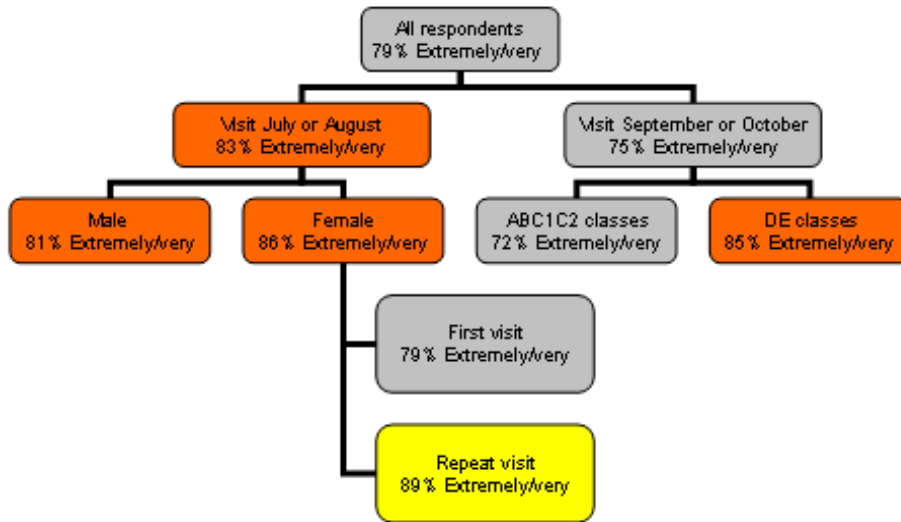 All respondents
79% Extremely/very
Visit July or August
83% Extremely/very
Visit September or October
75% Extremely/very
Male
81% Extremely/very
Female
86% Extremely/very
ABC1C2 classes
72% Extremely/very
DE classes
85% Extremely/very
First visit
79% Extremely/very
Repeat visit
89% Extremely/very